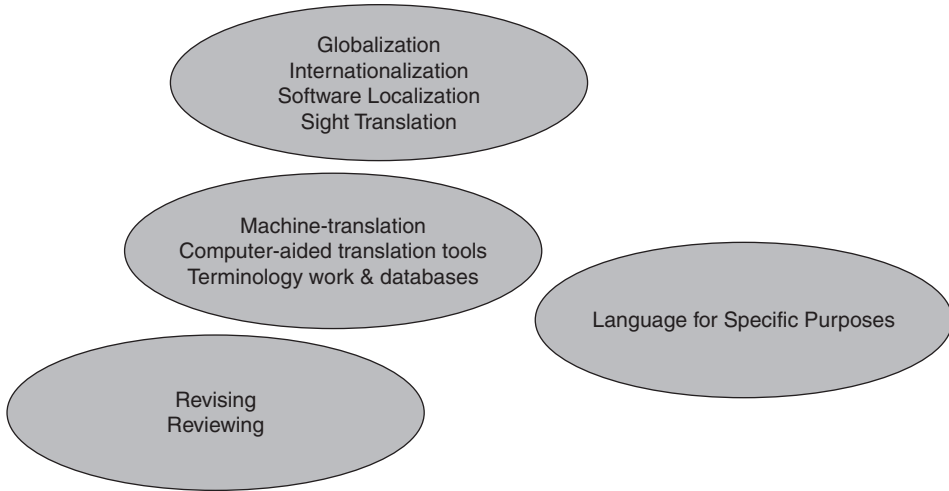 Globalization
Internationalization
Software Localization
Sight Translation
Machine-translation
Computer-aided translation tools
Terminology work & databases
Language for Specific Purposes
Revising
Reviewing